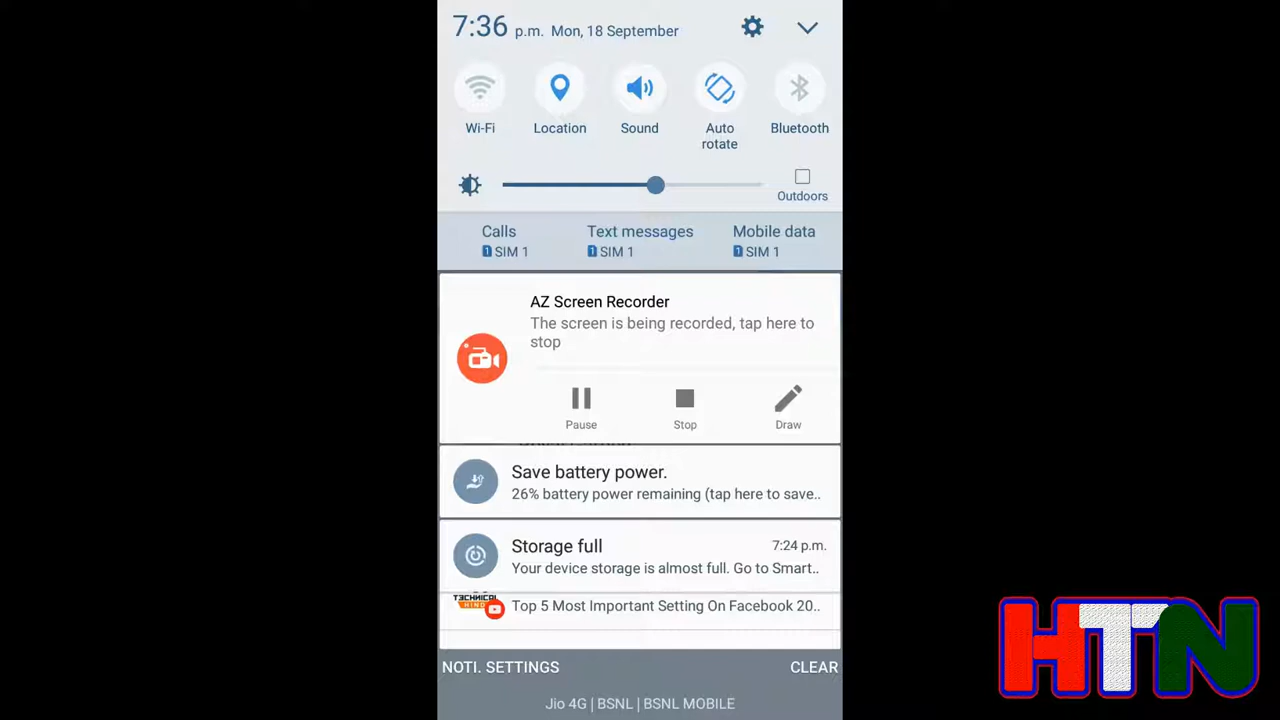 7:36 p.m. Mon, 18 September
Wi-Fi
Location
Sound
Auto
rotate
Bluetooth
Outdoors
Calls
1 SIM 1
Text messages
1 SIM 1
Mobile data
1 SIM 1
AZ Screen Recorder
The screen is being recorded, tap here to
stop
Pause
Stop
Draw
Save battery power.
26% battery power remaining (tap here to save..
Storage full
7:24 p.m.
Your device storage is almost full. Go to Smart..
TECHNICAL
HINDI
Top 5 Most Important Setting On Facebook 20..
NOTI. SETTINGS
CLEAR
Jio 4G | BSNL | BSNL MOBILE
HTN